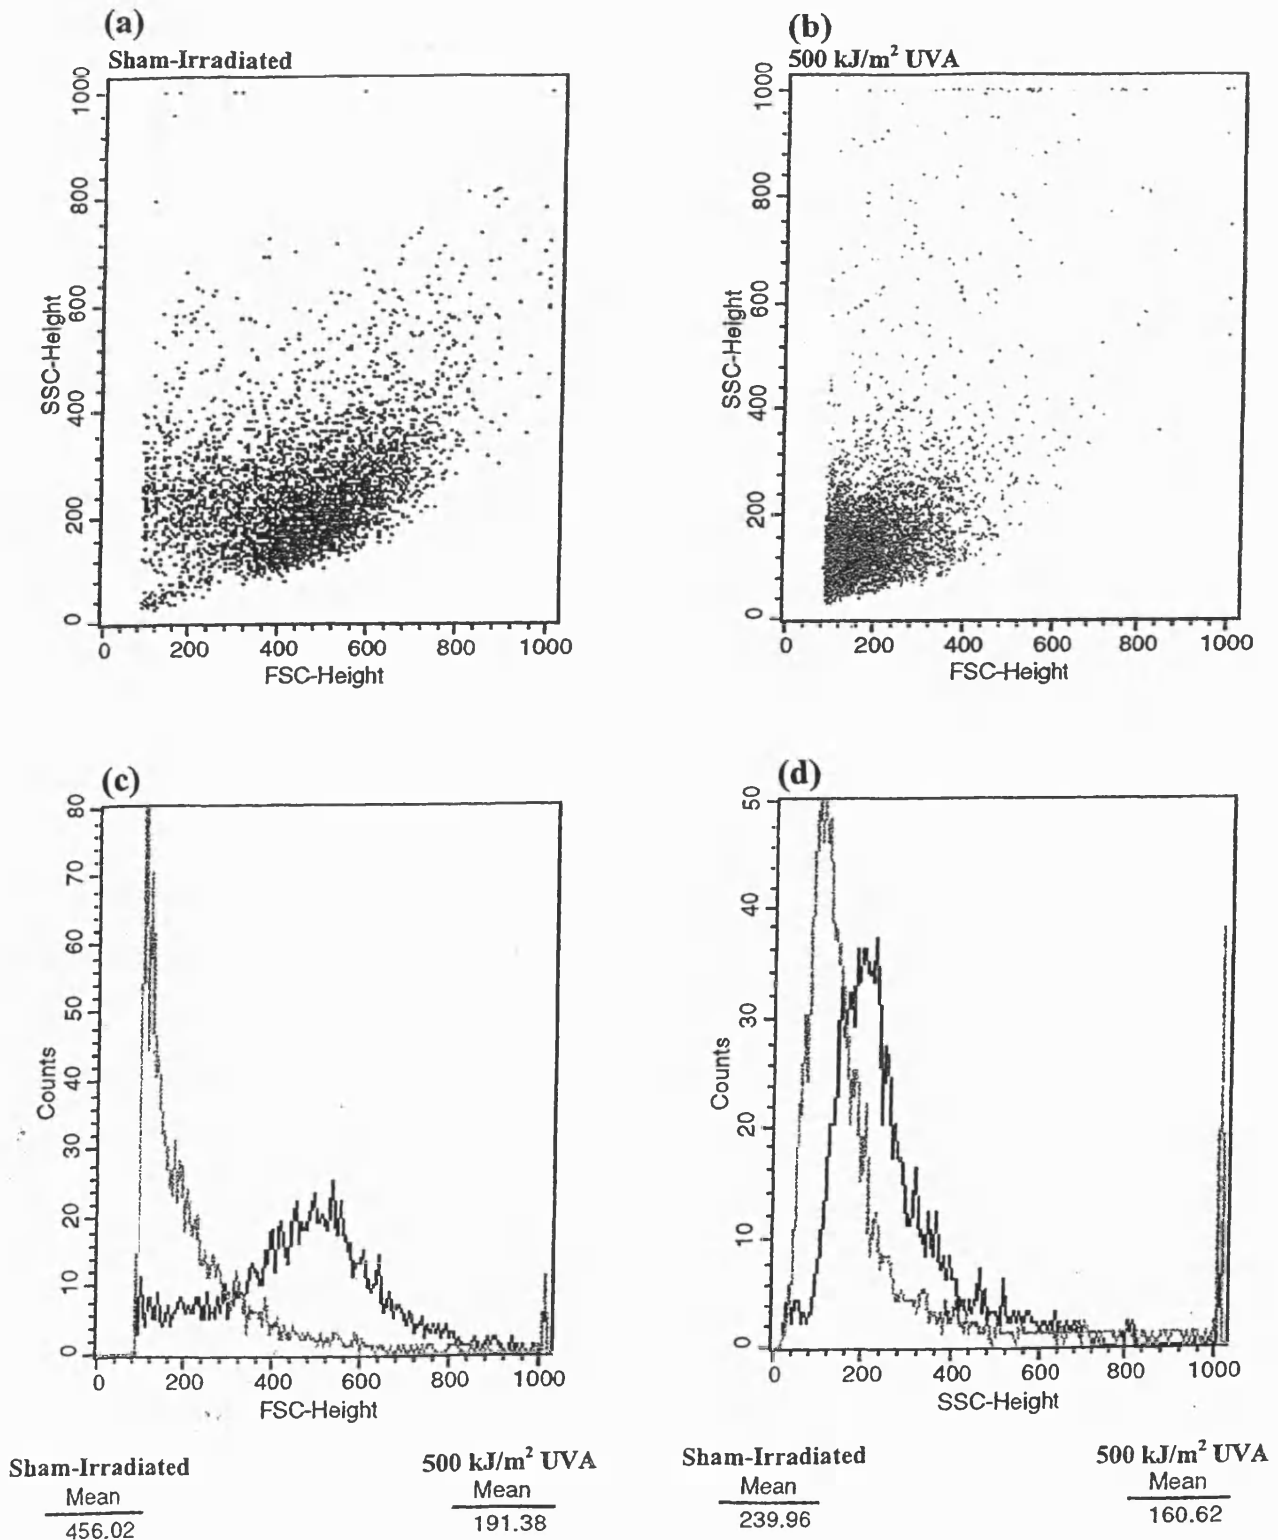 (a)
Sham-Irradiated
1000
800
600
400
200
0
SSC-Height
0 200 400 600 800 1000
FSC-Height
(b)
500 kJ/m² UVA
1000
800
600
400
200
0
SSC-Height
0 200 400 600 800 1000
FSC-Height
(c)
80
70
60
50
40
30
20
10
0
Counts
0 200 400 600 800 1000
FSC-Height
(d)
50
40
30
20
10
0
Counts
0 200 400 600 800 1000
SSC-Height
Sham-Irradiated
Mean
456.02
500 kJ/m² UVA
Mean
191.38
Sham-Irradiated
Mean
239.96
500 kJ/m² UVA
Mean
160.62